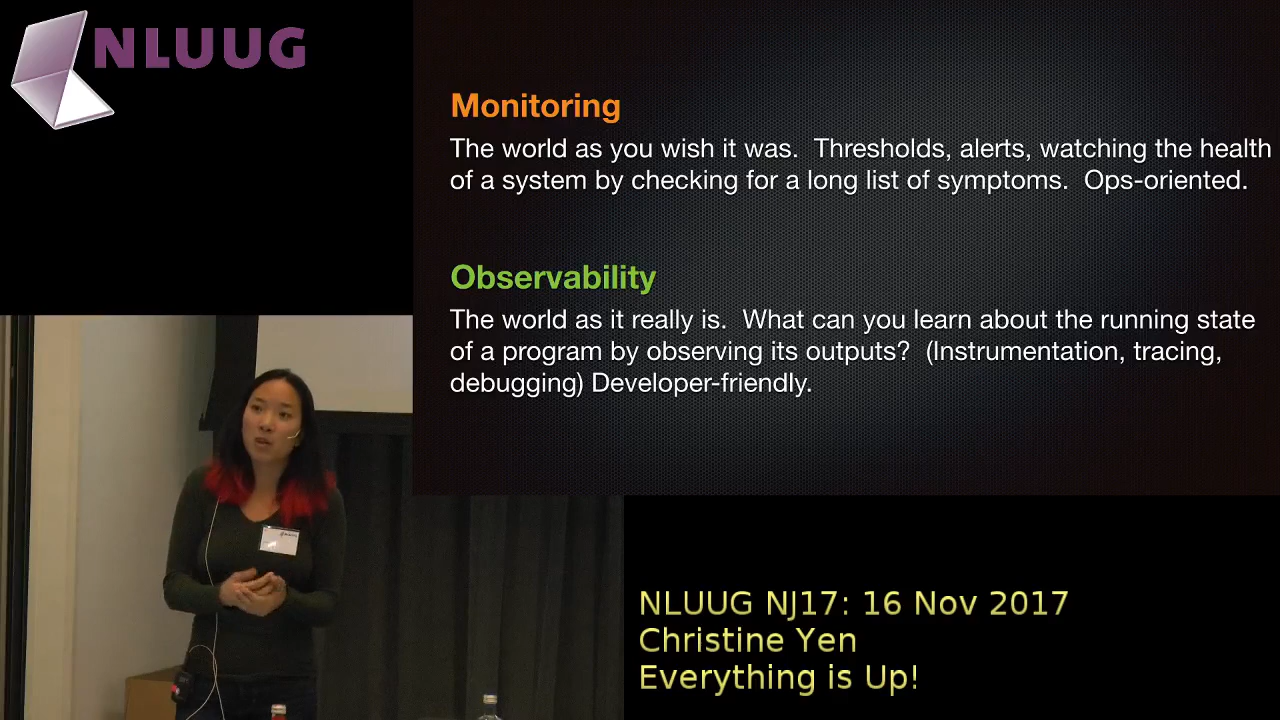 NLUUG
Monitoring
The world as you wish it was. Thresholds, alerts, watching the health
of a system by checking for a long list of symptoms. Ops-oriented.
Observability
The world as it really is. What can you learn about the running state
of a program by observing its outputs? (Instrumentation, tracing,
debugging) Developer-friendly.
NLUUG NJ17: 16 Nov 2017
Christine Yen
Everything is Up!